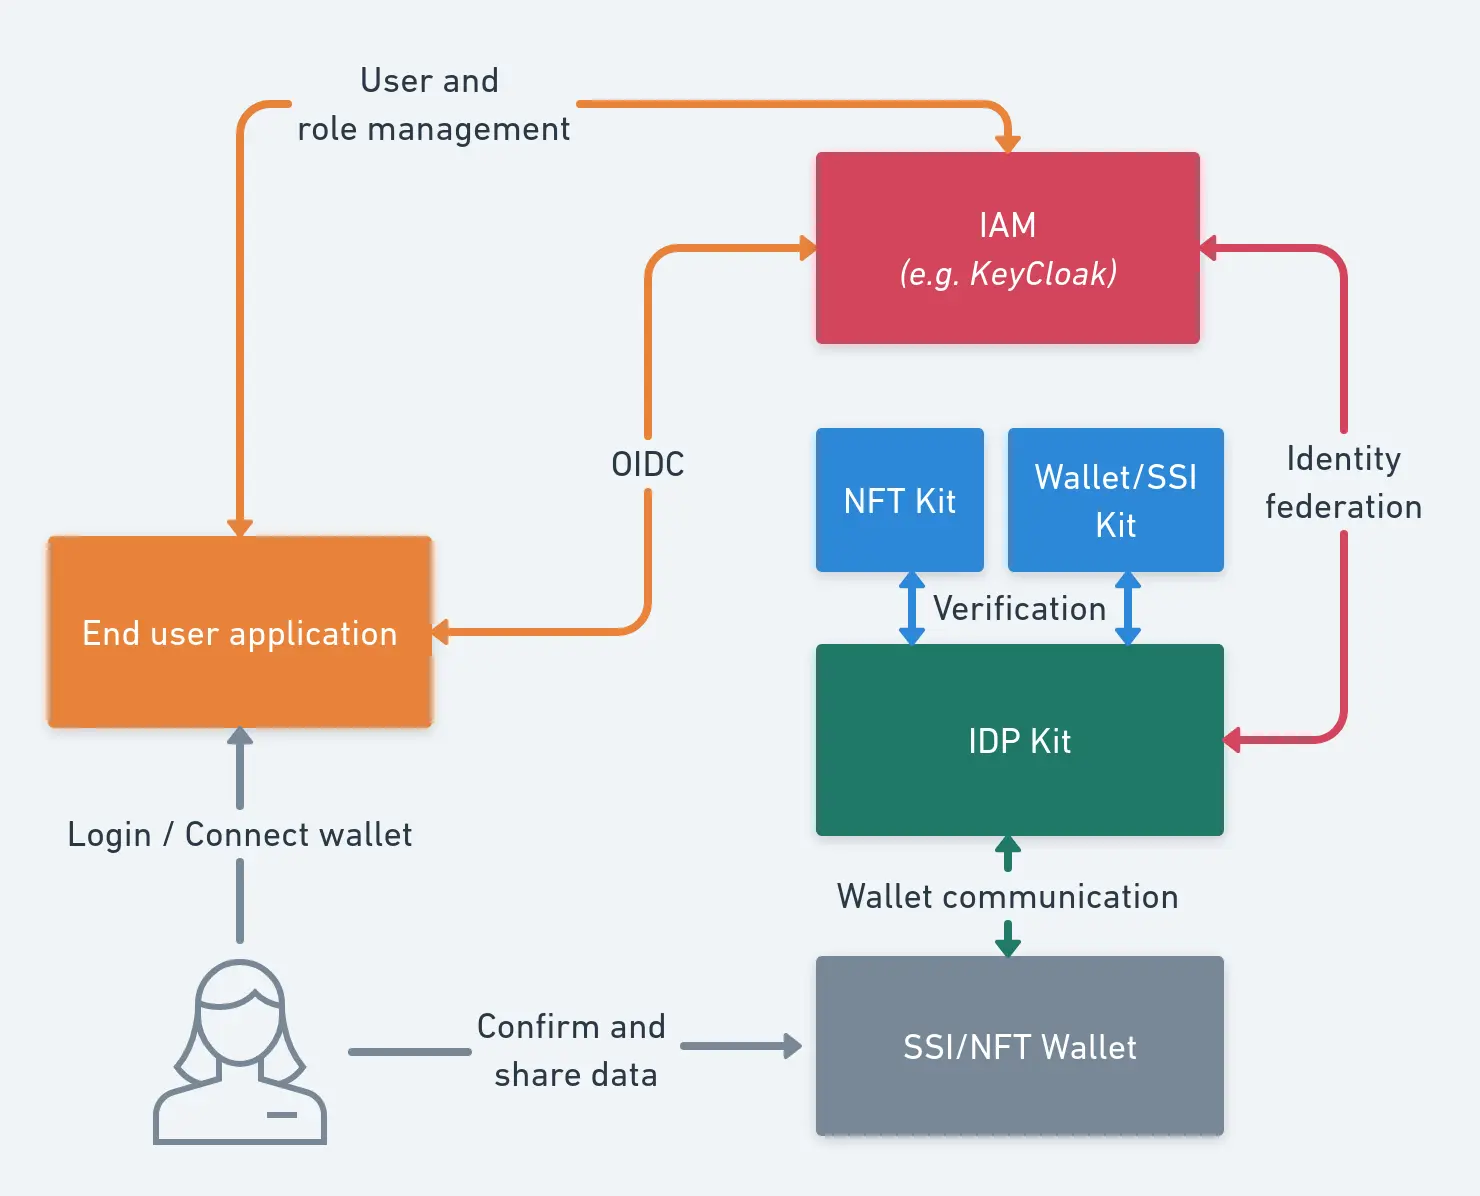 User and
role management
IAM
(e.g. KeyCloak)
OIDC
NFT Kit
Wallet/SSI
Kit
Identity
federation
Verification
End user application
IDP Kit
Login / Connect wallet
Wallet communication
Confirm and
share data
SSI/NFT Wallet